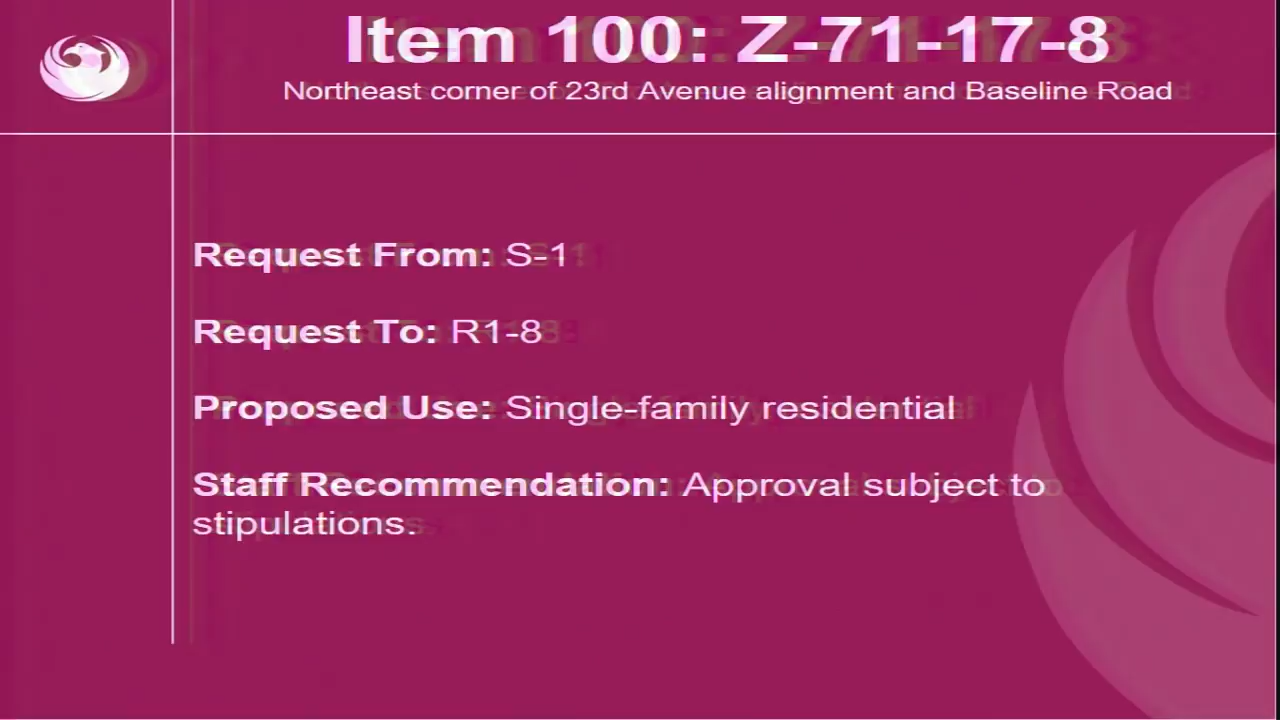 Item 100: Z-71-17-8
Northeast corner of 23rd Avenue alignment and Baseline Road
Request From: S-1
Request To: R1-8
Proposed Use: Single-family residential
Staff Recommendation: Approval subject to
stipulations.